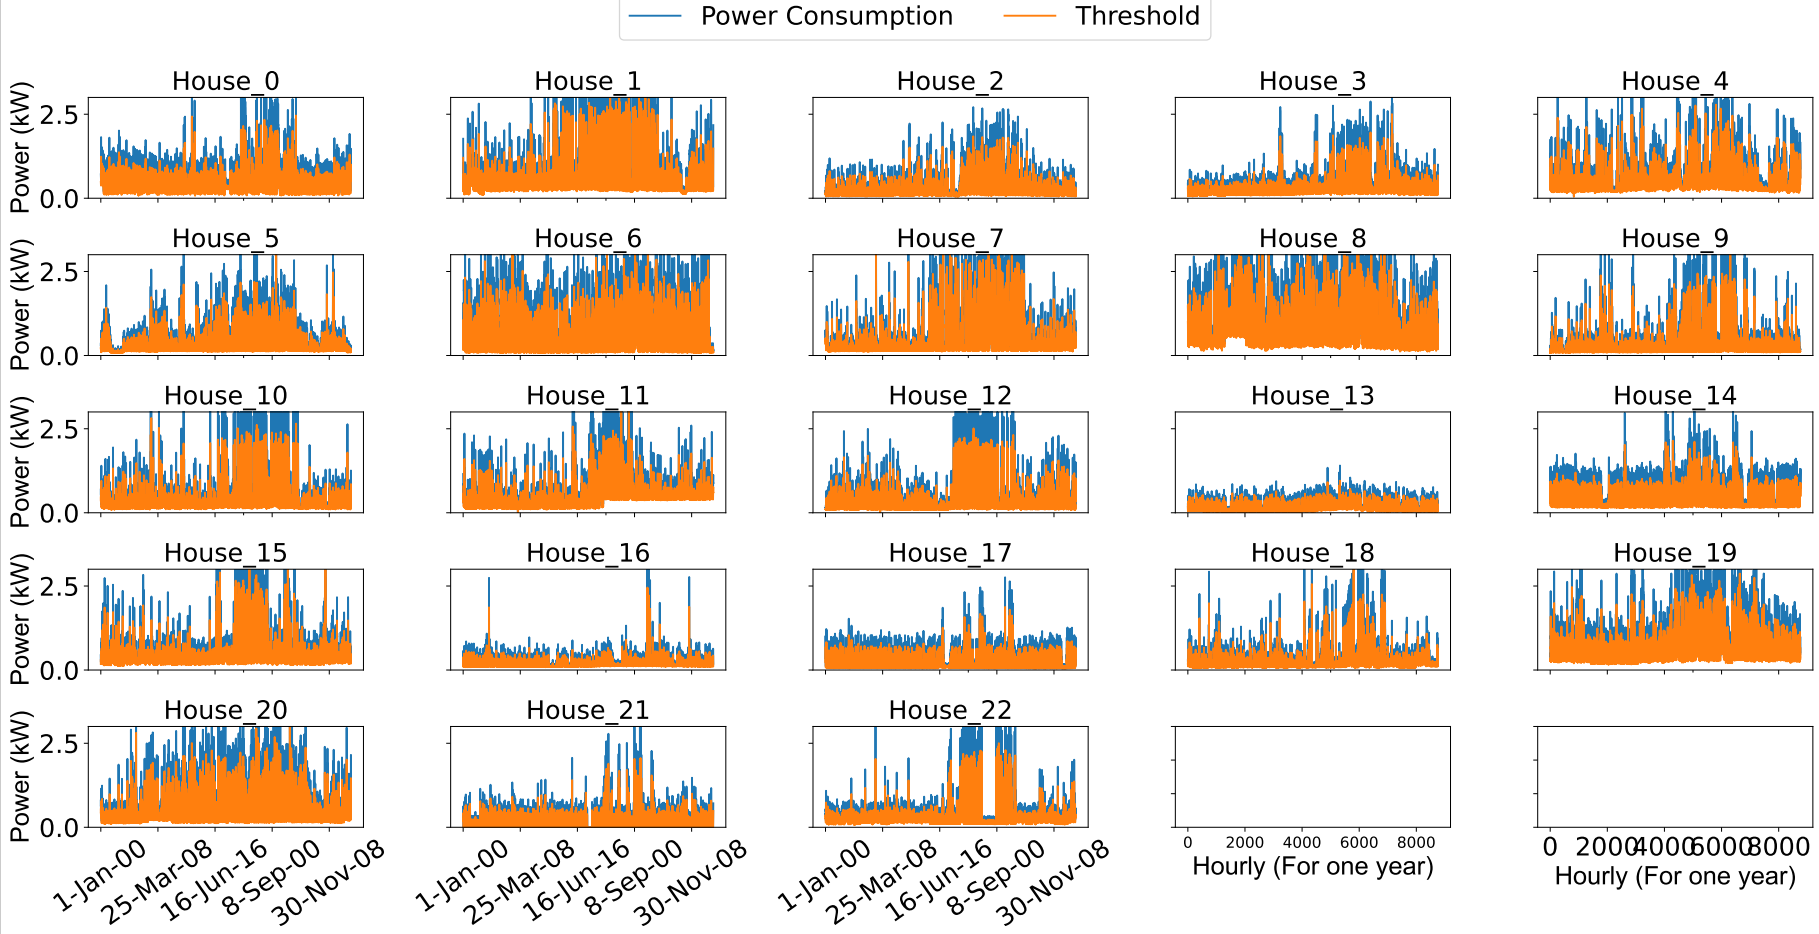 Power Consumption Threshold
House_0 House_1 House_2 House_3 House_4
Power (kW) 2.5 0.0
House_5 House_6 House_7 House_8 House_9
Power (kW) 2.5 0.0
House_10 House_11 House_12 House_13 House_14
Power (kW) 2.5 0.0
House_15 House_16 House_17 House_18 House_19
Power (kW) 2.5 0.0
House_20 House_21 House_22
Power (kW) 2.5 0.0
1-Jan-00 25-Mar-08 16-Jun-16 8-Sep-00 30-Nov-08 1-Jan-00 25-Mar-08 16-Jun-16 8-Sep-00 30-Nov-08 1-Jan-00 25-Mar-08 16-Jun-16 8-Sep-00 30-Nov-08 0 2000 4000 6000 8000 0 2000 4000 6000 8000
Hourly (For one year) Hourly (For one year)